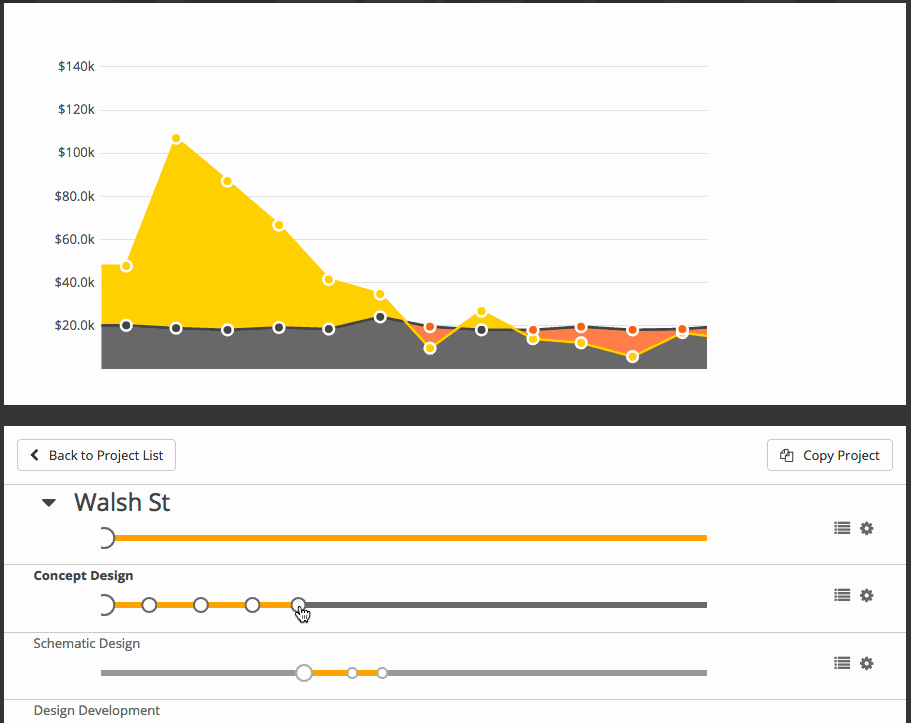 $140k
$120k
$100k
$80.0k
$60.0k
$40.0k
$20.0k
Back to Project List
Copy Project
Walsh St
Concept Design
Schematic Design
Design Development